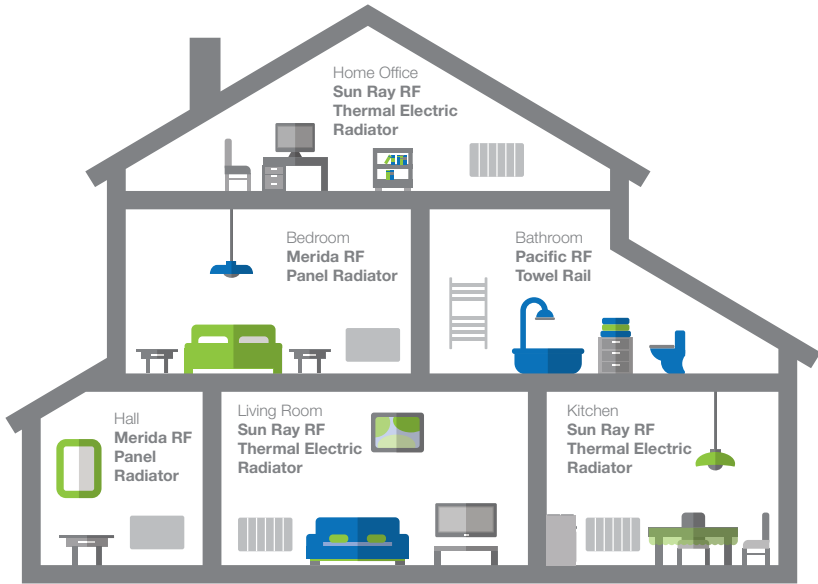 Home Office
Sun Ray RF
Thermal Electric
Radiator
Bedroom
Merida RF
Panel Radiator
Bathroom
Pacific RF
Towel Rail
Hall
Merida RF
Panel
Radiator
Living Room
Sun Ray RF
Thermal Electric
Radiator
Kitchen
Sun Ray RF
Thermal Electric
Radiator